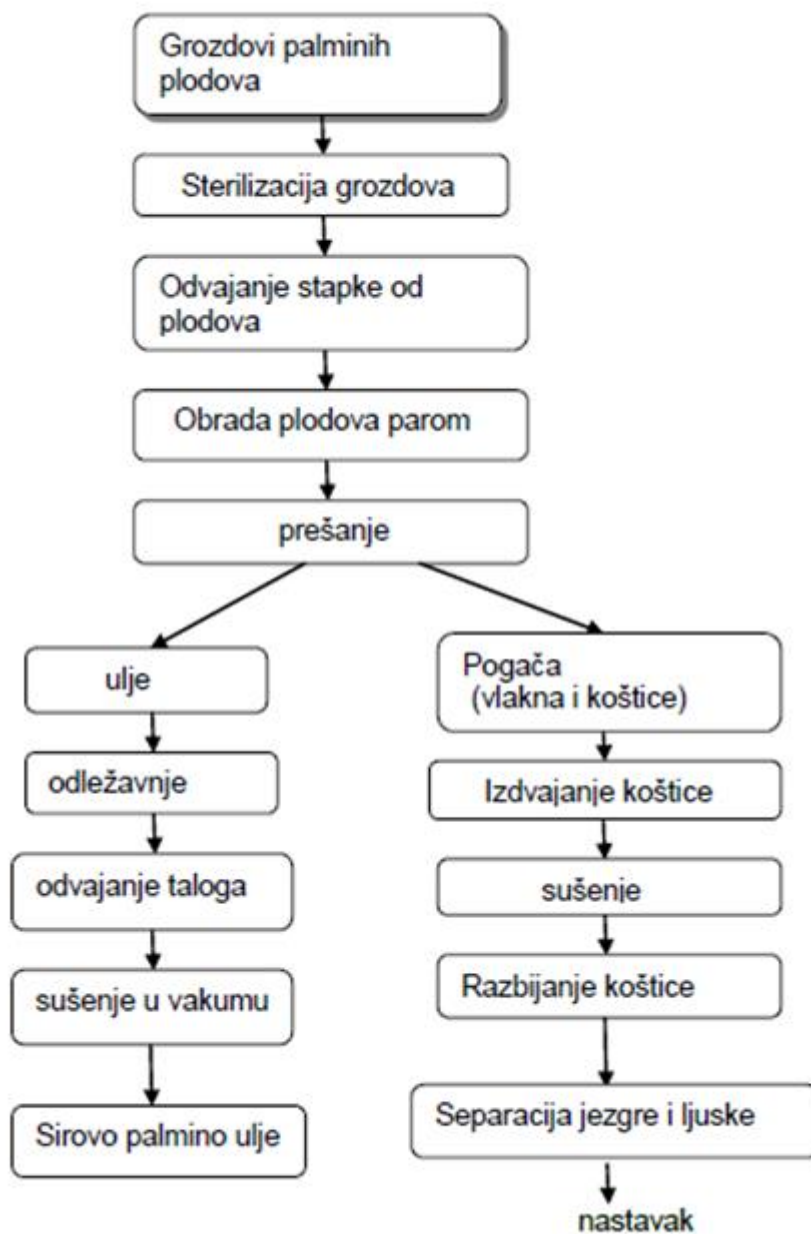 Grozdovi palminih
plodova
Sterilizacija grozdova
Odvajanje stapke od
plodova
Obrada plodova parom
prešanje
ulje
odležavnje
odvajanje taloga
sušenje u vakumu
Sirovo palmino ulje
Pogača
(vlakna i koštice)
Izdvajanje koštice
sušenje
Razbijanje koštice
Separacija jezgre i ljuske
nastavak